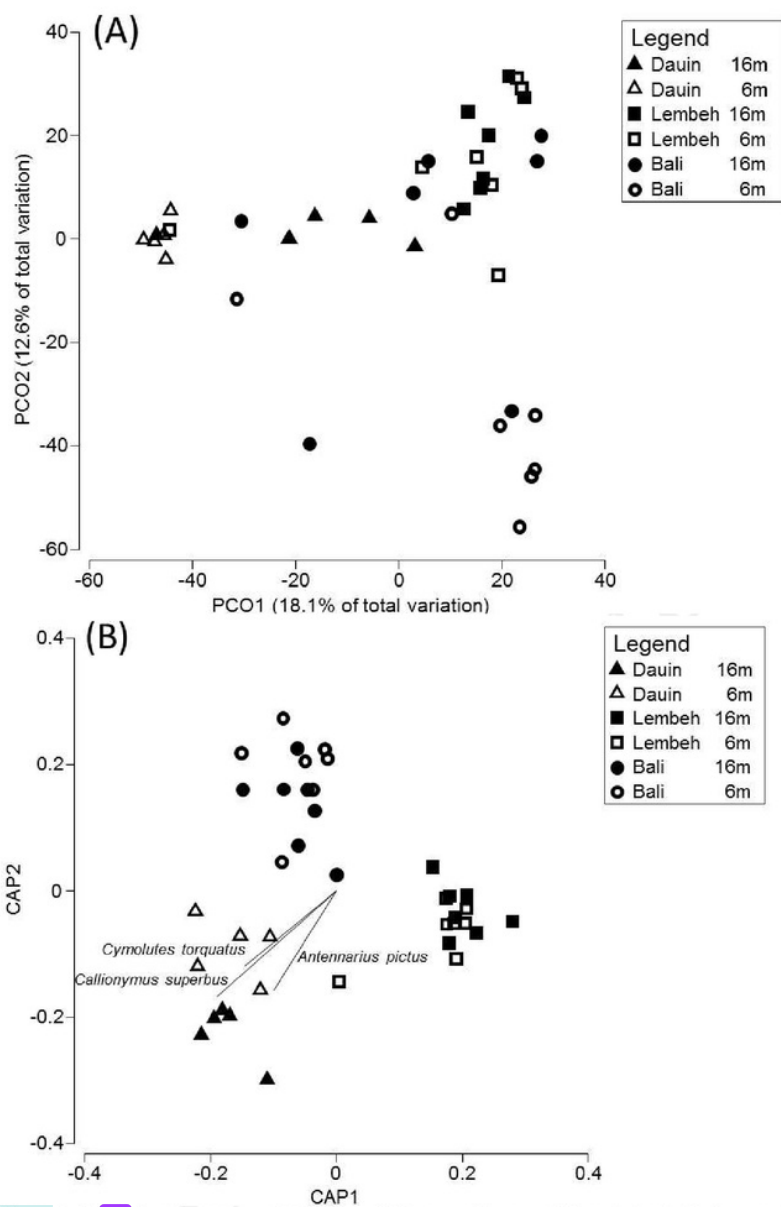 (A)
40
20
0
-20
-40
-60
PCO2 (12.6% of total variation)
-60
-40
-20
0
20
40
PCO1 (18.1% of total variation)
Legend
Dauin 16m
Dauin 6m
Lembeh 16m
Lembeh 6m
Bali 16m
Bali 6m
(B)
0.4
0.2
0
-0.2
-0.4
CAP2
Cymolutes torquatus
Antennarius pictus
Callionymus superbus
-0.4
-0.2
0
0.2
0.4
CAP1
Legend
Dauin 16m
Dauin 6m
Lembeh 16m
Lembeh 6m
Bali 16m
Bali 6m